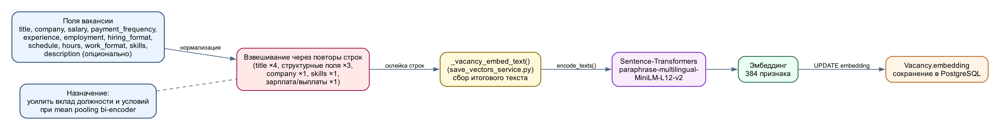 Поля вакансии
title, company, salary, payment_frequency,
experience, employment, hiring_format,
schedule, hours, work_format, skills,
description (опционально)
Назначение:
усилить вклад должности и условий
при mean pooling bi-encoder
нормализация
Взвешивание через повторы строк
(title ×4, структурные поля ×3,
company ×1, skills ×1,
зарплата/выплаты ×1)
склейка строк
_vacancy_embed_text()
(save_vectors_service.py)
сбор итогового текста
encode_texts()
Sentence-Transformers
paraphrase-multilingual-
MiniLM-L12-v2
Эмбеддинг
384 признака
UPDATE embedding
Vacancy.embedding
сохранение в PostgreSQL